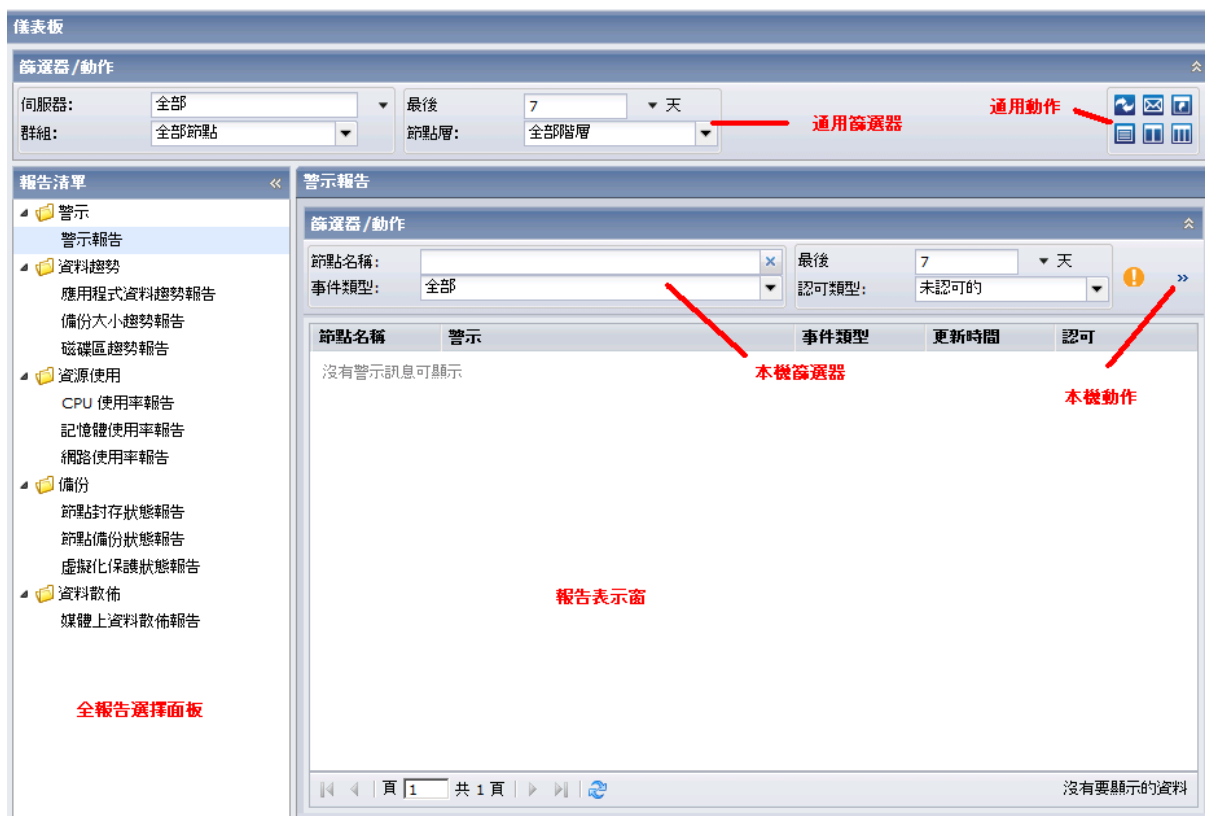 儀表板
篩選器/動作
伺服器: 全部 最後 7 天
群組: 全部節點 節點層: 全部階層
通用篩選器
通用動作
報告清單
警示
警示報告
資料趨勢
應用程式資料趨勢報告
備份大小趨勢報告
磁碟區趨勢報告
資源使用
CPU 使用率報告
記憶體使用率報告
網路使用率報告
備份
節點封存狀態報告
節點備份狀態報告
虛擬化保護狀態報告
資料散佈
媒體上資料散佈報告
全報告選擇面板
警示報告
篩選器/動作
節點名稱: 最後 7 天
事件類型: 全部 認可類型: 未認可的
節點名稱 警示 事件類型 更新時間 認可
沒有警示訊息可顯示
本機篩選器
本機動作
報告表示窗
頁 1 共 1 頁 沒有要顯示的資料